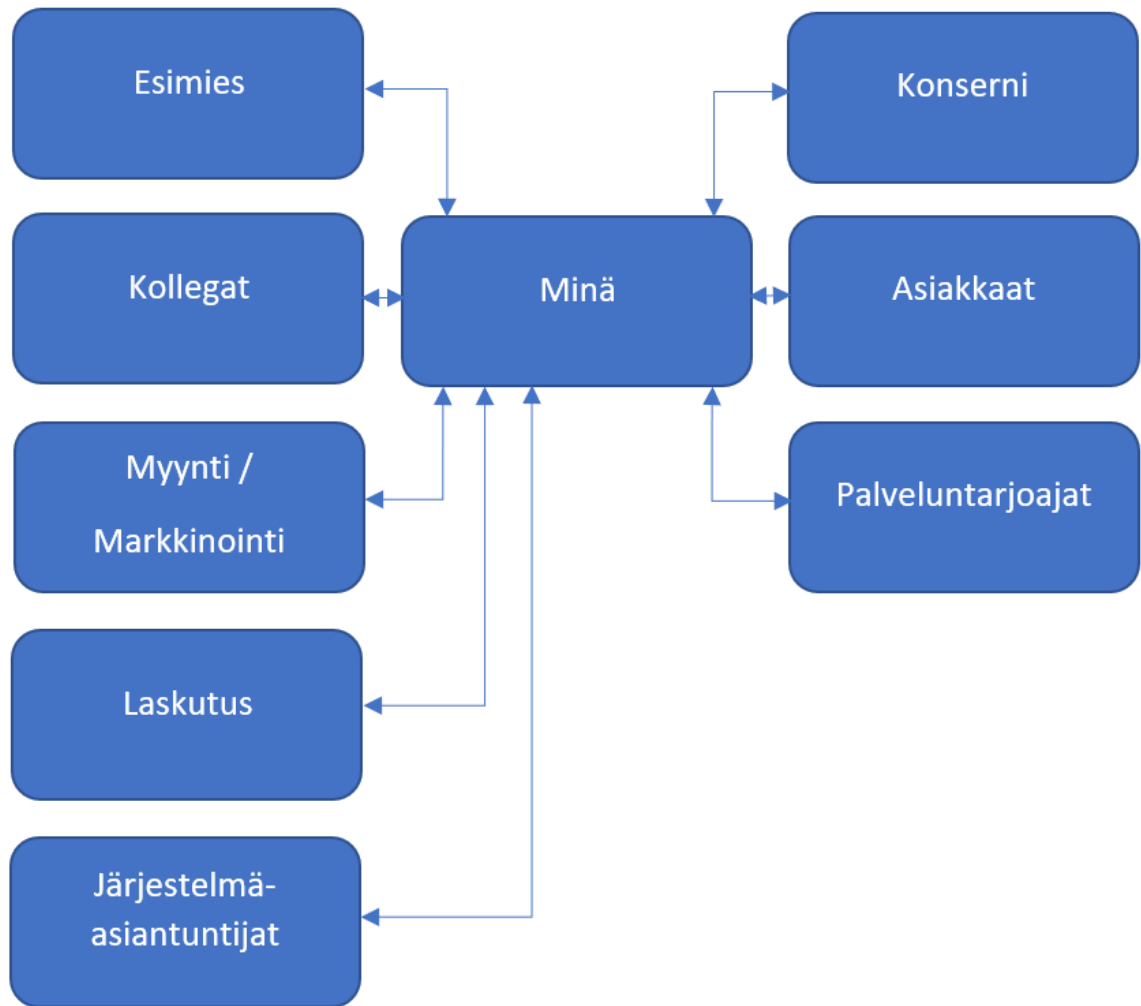 Esimies
Konserni
Kollegat
Minä
Asiakkaat
Myynti /
Markkinointi
Palveluntarjoajat
Laskutus
Järjestelmä-
asiantuntijat